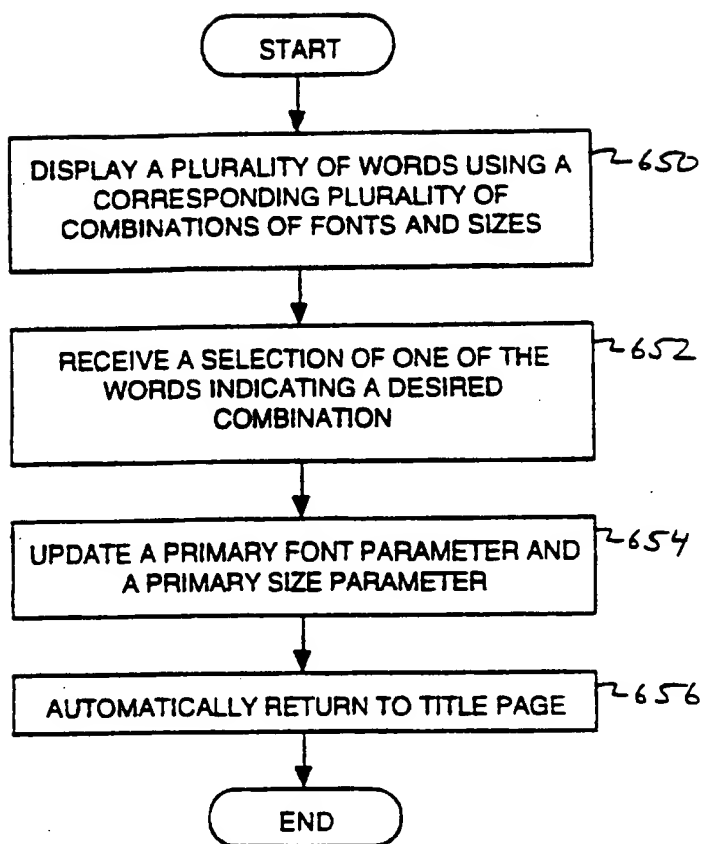 START
DISPLAY A PLURALITY OF WORDS USING A
650
CORRESPONDING PLURALITY OF
COMBINATIONS OF FONTS AND SIZES
RECEIVE A SELECTION OF ONE OF THE
652
WORDS INDICATING A DESIRED
COMBINATION
UPDATE A PRIMARY FONT PARAMETER AND
654
A PRIMARY SIZE PARAMETER
AUTOMATICALLY RETURN TO TITLE PAGE
656
END